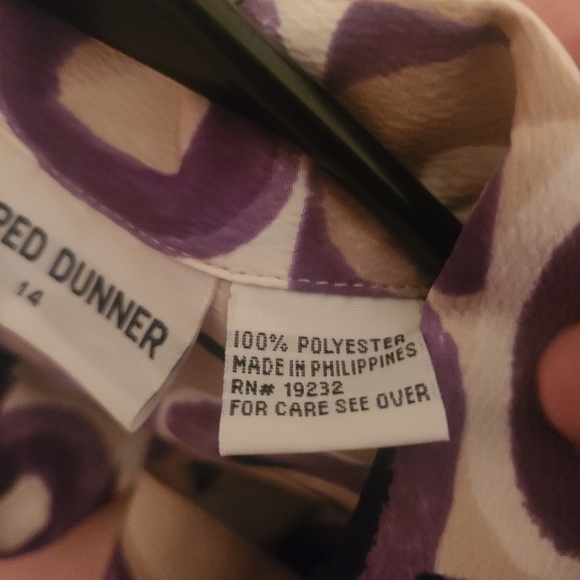 RED DUNNER
14
100% POLYESTER
MADE IN PHILIPPINES
RN# 19232
FOR CARE SEE OVER